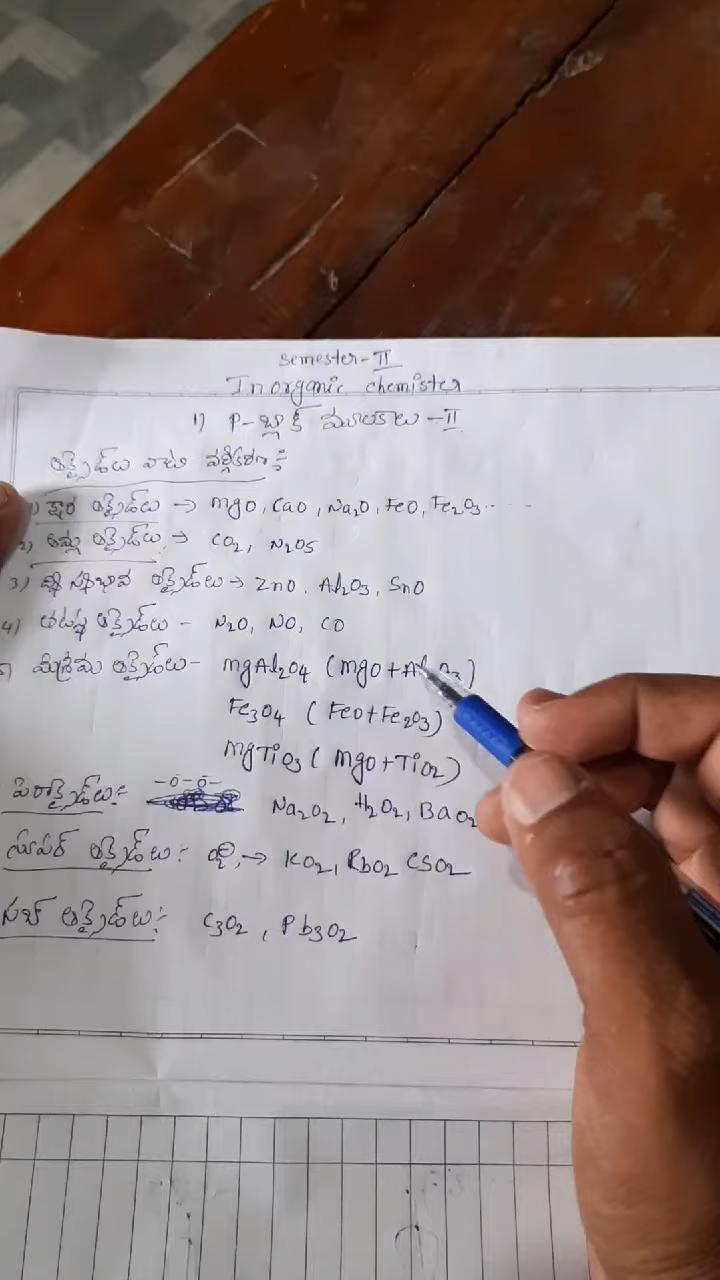 Semester-II
Inorganic chemister
1) P-బ్లాక్ మూలకాలు -II
ఆక్సైడ్‌లు వాటి వర్గీకరణ :-
1) క్షార ఆక్సైడ్‌లు → MgO, CaO, Na2O, FeO, Fe2O3......
2) ఆమ్ల ఆక్సైడ్‌లు, → CO2, N2O5
3) ద్వి స్వభావ ఆక్సైడ్‌లు → ZnO, Al2O3, SnO
4) తటస్థ ఆక్సైడ్‌లు - N2O, NO, CO
5) మిశ్రమ ఆక్సైడ్‌లు - MgAl2O4 (MgO + Al2O3)
Fe3O4 (FeO+Fe2O3)
MgTiO3 (MgO+TiO2)
పెరాక్సైడ్‌లు :- -O-O- Na2O2, H2O2, BaO2
సూపర్ ఆక్సైడ్‌లు :- → KO2, RbO2 CsO2
సబ్ ఆక్సైడ్‌లు :- C3O2, Pb3O2